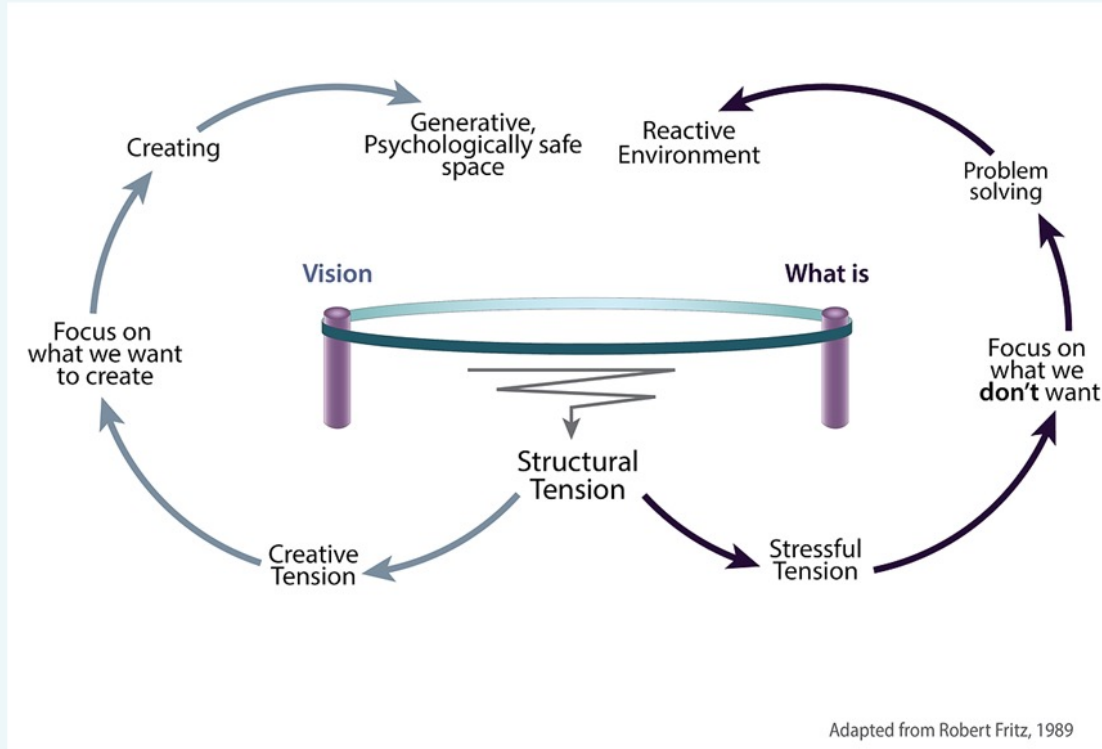 Creating
Generative,
Psychologically safe
space
Reactive
Environment
Problem
solving
Vision
What is
Focus on
what we want
to create
Focus on
what we
don't want
Structural
Tension
Creative
Tension
Stressful
Tension
Adapted from Robert Fritz, 1989